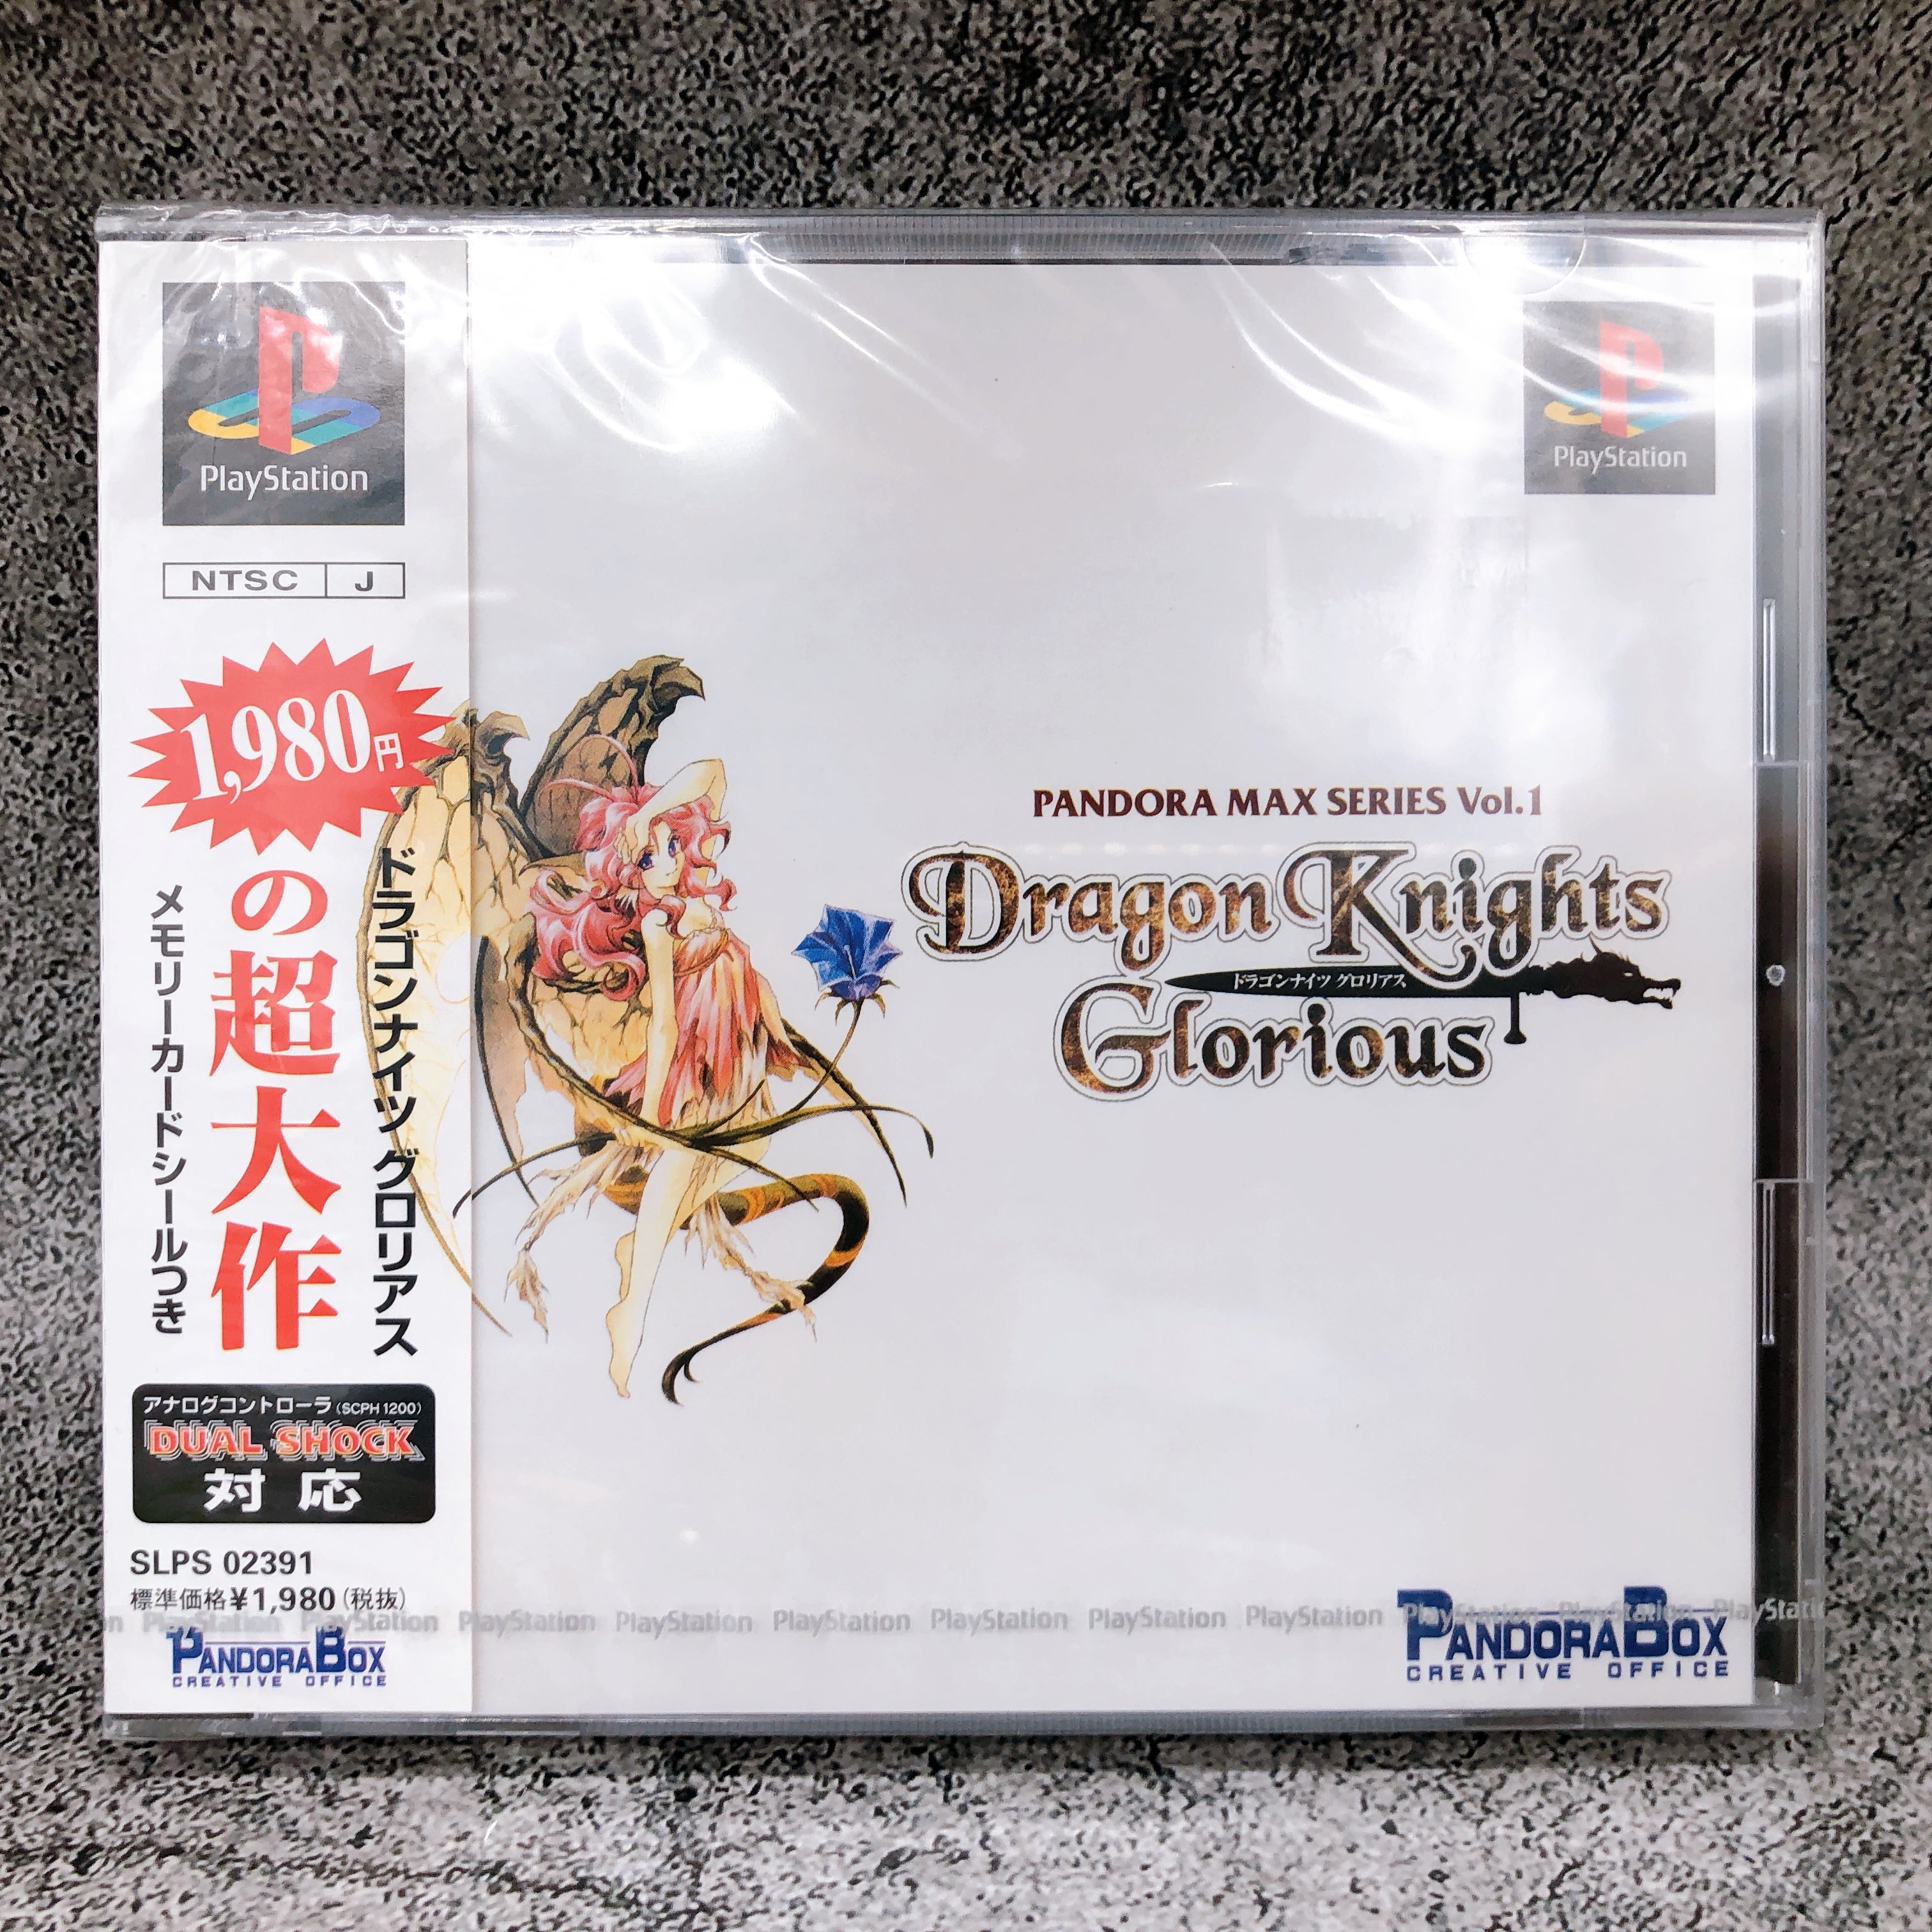 PlayStation
NTSC J
1,980円
の超大作
ドラゴンナイツ グロリアス
メモリーカードシールつき
アナログコントローラ(SCPH 1200)
DUAL SHOCK
対応
SLPS 02391
標準価格¥1,980(税抜)
PANDORABOX
CREATIVE OFFICE
PlayStation
PANDORA MAX SERIES Vol.1
Dragon Knights
ドラゴンナイツ グロリアス
Glorious
on PlayStation PlayStation PlayStation PlayStation PlayStation PlayStation PlayStation PlayStation PlayStation PlayStation PlayStati
PANDORABOX
CREATIVE OFFICE